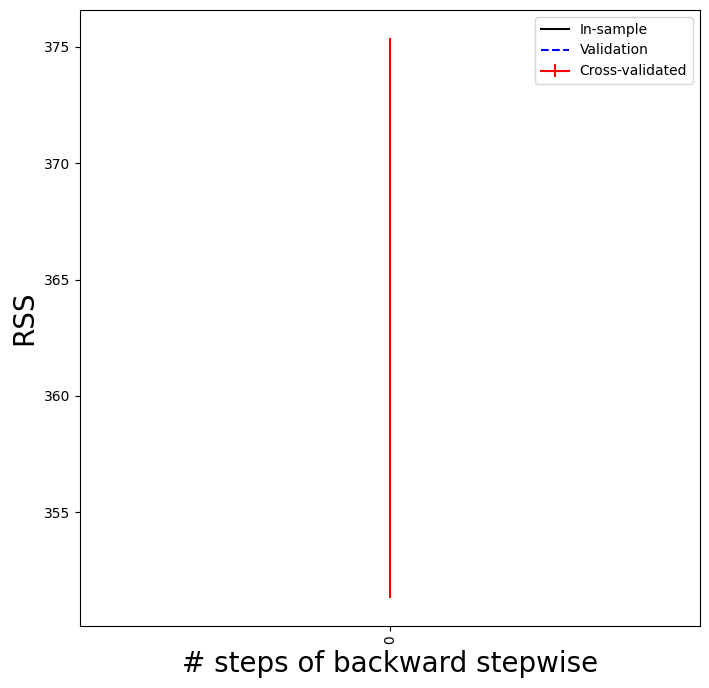 In-sample
Validation
Cross-validated
375
370
365
360
355
RSS
0
# steps of backward stepwise